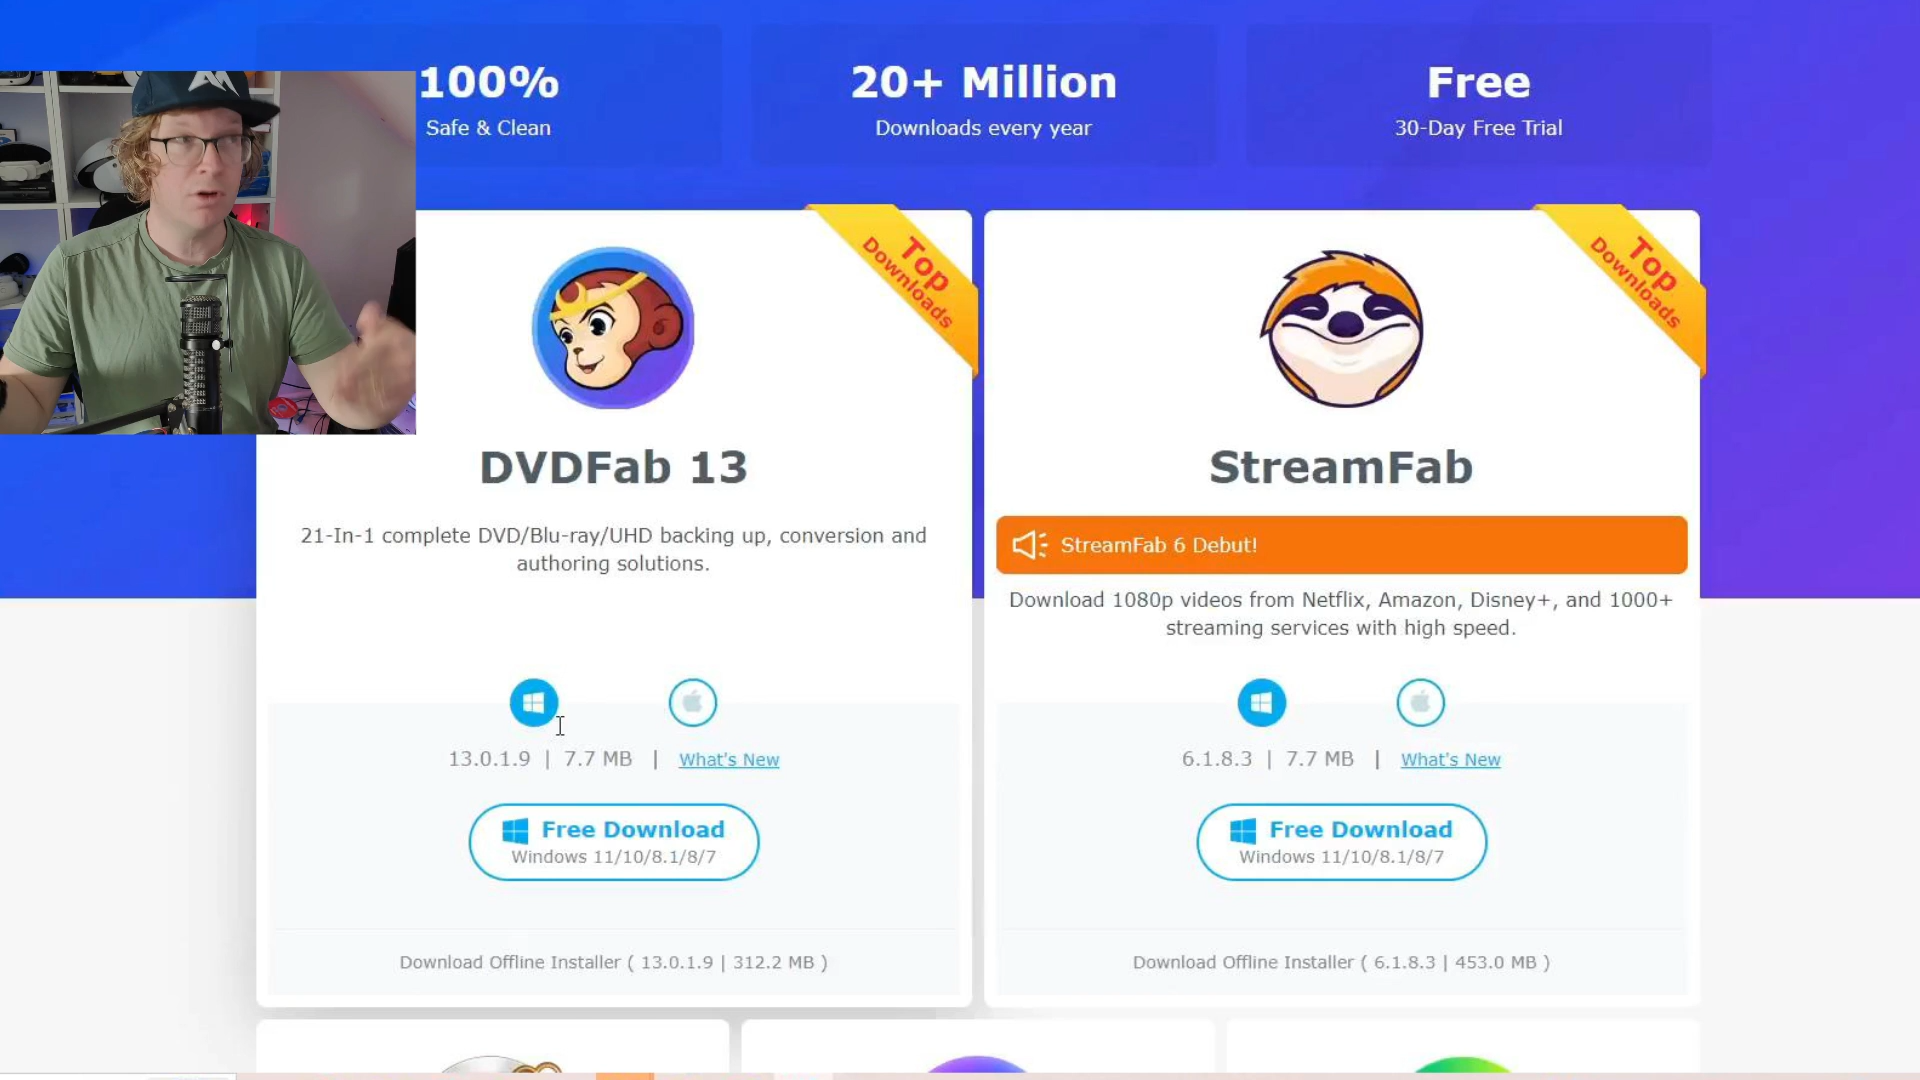 100%
Safe & Clean
20+ Million
Downloads every year
Free
30-Day Free Trial
Top
Downloads
DVDFab 13
21-In-1 complete DVD/Blu-ray/UHD backing up, conversion and
authoring solutions.
13.0.1.9 | 7.7 MB | What's New
Free Download
Windows 11/10/8.1/8/7
Download Offline Installer ( 13.0.1.9 | 312.2 MB )
Top
Downloads
StreamFab
StreamFab 6 Debut!
Download 1080p videos from Netflix, Amazon, Disney+, and 1000+
streaming services with high speed.
6.1.8.3 | 7.7 MB | What's New
Free Download
Windows 11/10/8.1/8/7
Download Offline Installer ( 6.1.8.3 | 453.0 MB )